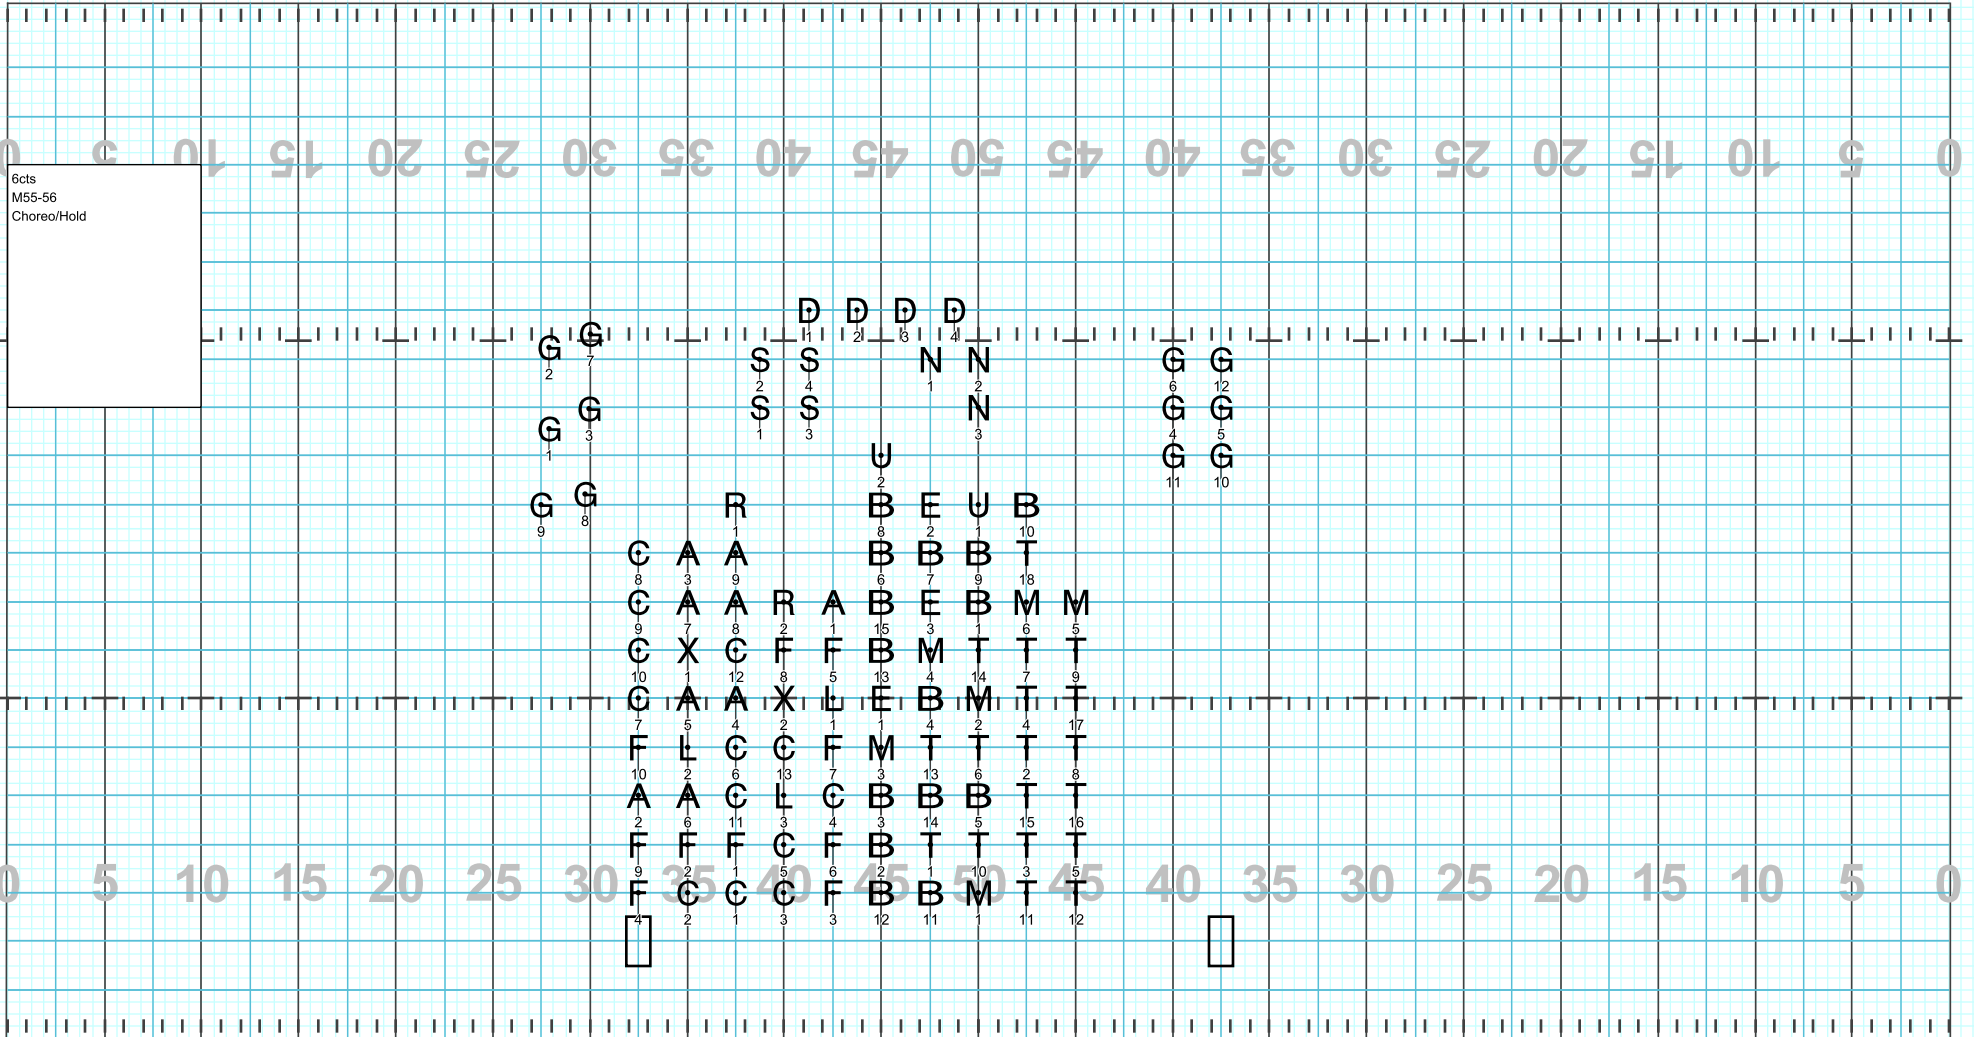 0 5 10 15 20 25 30 35 40 45 50 45 40 35 30 25 20 15 10 5 0
6cts
M55-56
Choreo/Hold
D D D D
1 2 3 4
G G
2 7
S S N N G G
2 4 1 2 6 12
G S S N G G
3 1 3 3 4 5
G
1
U G G
2 11 10
G
8
G R B E U B
9 1 8 2 1 10
C A A B B B T
8 3 9 6 7 9 18
C A A R A B E B M M
9 7 8 2 1 15 3 1 6 5
C X C F F B M T T T
10 1 12 8 5 13 4 14 7 9
C A A X L E B M T T
7 5 4 2 1 1 4 2 4 17
F L C C F M T T T T
10 2 6 13 7 3 13 6 2 8
A A C L C B B B T T
2 6 11 3 4 3 14 5 15 16
F F F C F B T T T T
9 2 1 5 6 2 1 10 3 5
0 5 10 15 20 25 30 35 40 45 50 45 40 35 30 25 20 15 10 5 0
F C C C F B B M T T
4 2 1 3 3 12 11 1 11 12